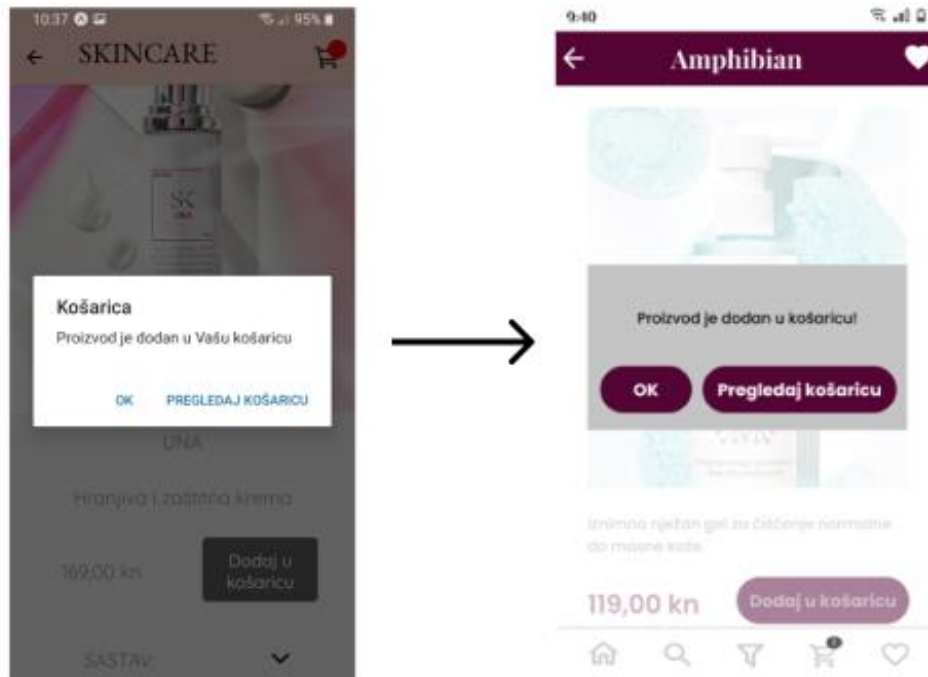 10:37
95%
SKINCARE
SK
UNA
Košarica
Proizvod je dodan u Vašu košaricu
OK PREGLEDAJ KOŠARICU
UNA
Hranjiva i zaštitna krema
169,00 kn
Dodaj u
košaricu
SASTAV:
9:40
Amphibian
Proizvod je dodan u košaricu!
OK Pregledaj košaricu
Iznimno nježan gel za čišćenje normalne
do masne kože.
119,00 kn
Dodaj u košaricu